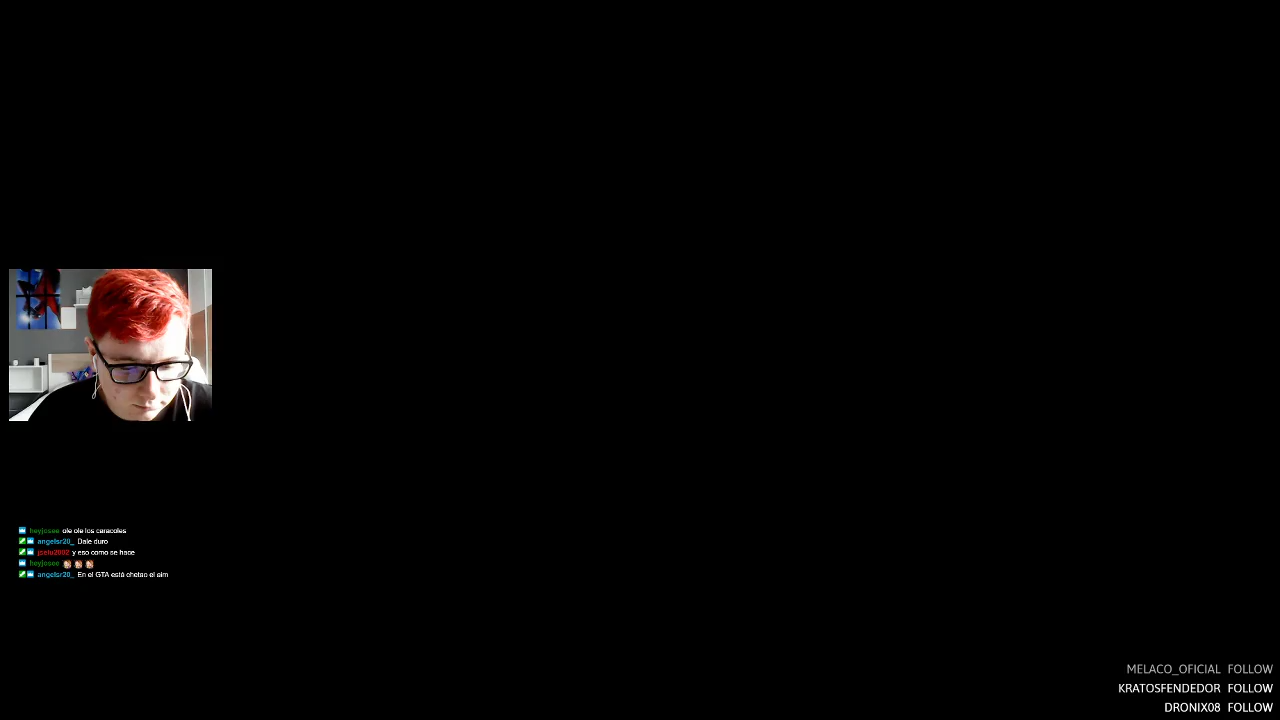 heyjosee ole ole los caracoles
angelsr20_ Dale duro
y eso como se hace
heyjosee
angelsr20_ En el GTA está chetao el aim
MELACO_OFICIAL FOLLOW
KRATOSFENDEDOR FOLLOW
DRONIX08 FOLLOW